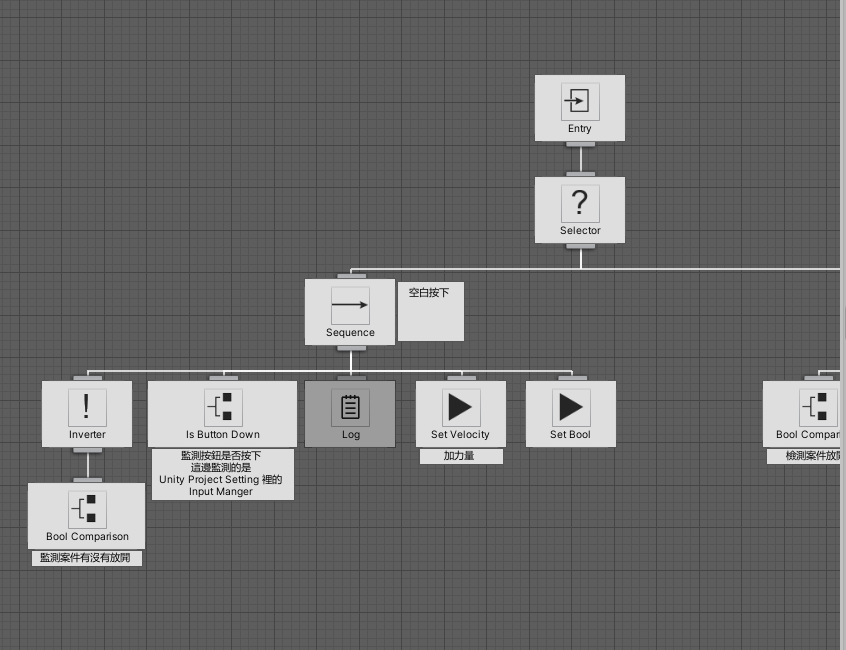 Entry
Selector
Sequence
空白按下
Inverter
Is Button Down
監測按鈕是否按下
這邊監測的是
Unity Project Setting 裡的
Input Manger
Log
Set Velocity
加力量
Set Bool
Bool Compari
檢測案件放開
Bool Comparison
監測案件有沒有放開